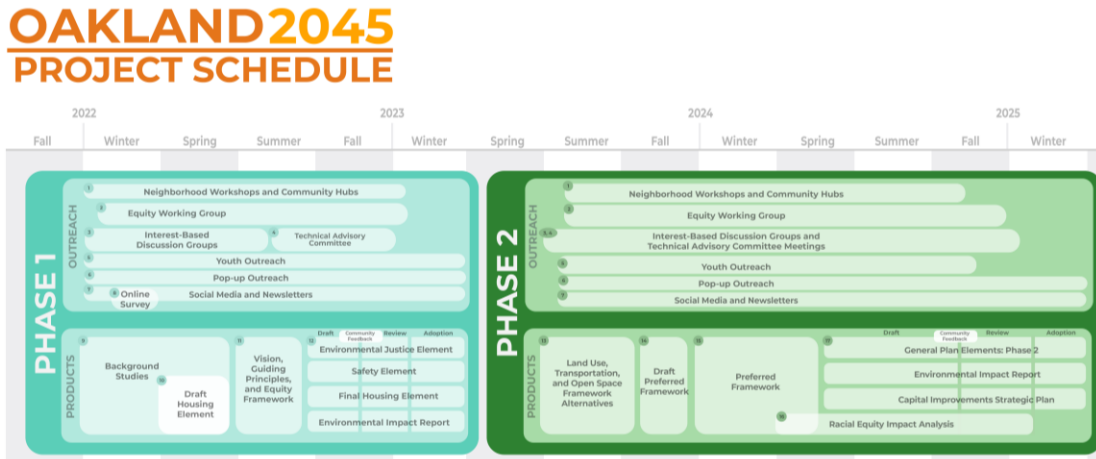 OAKLAND 2045
PROJECT SCHEDULE
2022 2023 2024 2025
Fall Winter Spring Summer Fall Winter Spring Summer Fall Winter Spring Summer Fall Winter
PHASE 1
OUTREACH
1 Neighborhood Workshops and Community Hubs
2 Equity Working Group
3 Interest-Based
Discussion Groups
4 Technical Advisory
Committee
5 Youth Outreach
6 Pop-up Outreach
7 Social Media and Newsletters
Online
Survey
PRODUCTS
Background
Studies
10
Draft
Housing
Element
11
Vision,
Guiding
Principles,
and Equity
Framework
12
Draft Community Review Adoption
Feedback
Environmental Justice Element
Safety Element
Final Housing Element
Environmental Impact Report
PHASE 2
OUTREACH
1 Neighborhood Workshops and Community Hubs
2 Equity Working Group
3, 4 Interest-Based Discussion Groups and
Technical Advisory Committee Meetings
5 Youth Outreach
6 Pop-up Outreach
7 Social Media and Newsletters
PRODUCTS
13
Land Use,
Transportation,
and Open Space
Framework
Alternatives
14
Draft
Preferred
Framework
Preferred
Framework
Draft Community Review Adoption
Feedback
General Plan Elements: Phase 2
Environmental Impact Report
Capital Improvements Strategic Plan
Racial Equity Impact Analysis